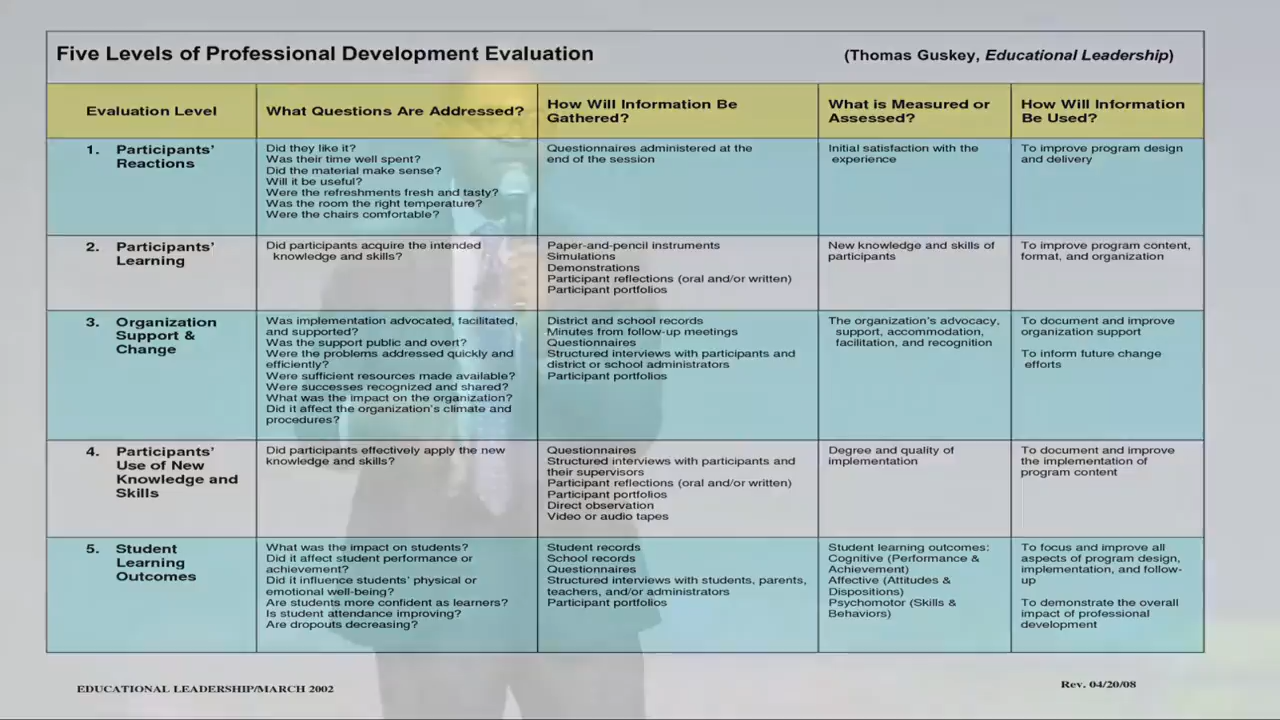 Five Levels of Professional Development Evaluation
(Thomas Guskey, Educational Leadership)
Evaluation Level
What Questions Are Addressed?
How Will Information Be
Gathered?
What is Measured or
Assessed?
How Will Information
Be Used?
1. Participants’
Reactions
Did they like it?
Was their time well spent?
Did the material make sense?
Will it be useful?
Were the refreshments fresh and tasty?
Was the room the right temperature?
Were the chairs comfortable?
Questionnaires administered at the
end of the session
Initial satisfaction with the
experience
To improve program design
and delivery
2. Participants’
Learning
Did participants acquire the intended
knowledge and skills?
Paper-and-pencil instruments
Simulations
Demonstrations
Participant reflections (oral and/or written)
Participant portfolios
New knowledge and skills of
participants
To improve program content,
format, and organization
3. Organization
Support &
Change
Was implementation advocated, facilitated,
and supported?
Was the support public and overt?
Were the problems addressed quickly and
efficiently?
Were sufficient resources made available?
Were successes recognized and shared?
What was the impact on the organization?
Did it affect the organization’s climate and
procedures?
District and school records
Minutes from follow-up meetings
Questionnaires
Structured interviews with participants and
district or school administrators
Participant portfolios
The organization’s advocacy,
support, accommodation,
facilitation, and recognition
To document and improve
organization support
To inform future change
efforts
4. Participants’
Use of New
Knowledge and
Skills
Did participants effectively apply the new
knowledge and skills?
Questionnaires
Structured interviews with participants and
their supervisors
Participant reflections (oral and/or written)
Participant portfolios
Direct observation
Video or audio tapes
Degree and quality of
implementation
To document and improve
the implementation of
program content
5. Student
Learning
Outcomes
What was the impact on students?
Did it affect student performance or
achievement?
Did it influence students’ physical or
emotional well-being?
Are students more confident as learners?
Is student attendance improving?
Are dropouts decreasing?
Student records
School records
Questionnaires
Structured interviews with students, parents,
teachers, and/or administrators
Participant portfolios
Student learning outcomes:
Cognitive (Performance &
Achievement)
Affective (Attitudes &
Dispositions)
Psychomotor (Skills &
Behaviors)
To focus and improve all
aspects of program design,
implementation, and follow-
up
To demonstrate the overall
impact of professional
development
EDUCATIONAL LEADERSHIP/MARCH 2002
Rev. 04/20/08